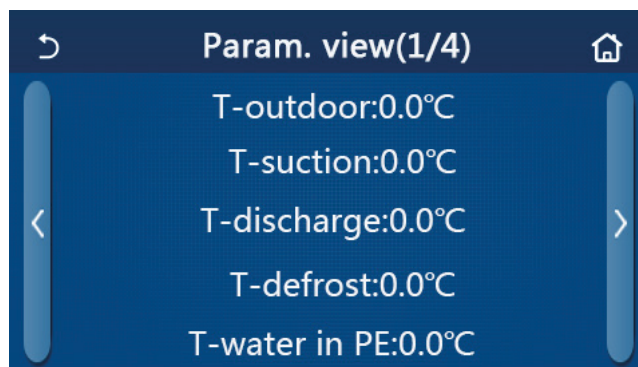 Param. view(1/4)
T-outdoor:0.0℃
T-suction:0.0℃
T-discharge:0.0℃
T-defrost:0.0℃
T-water in PE:0.0℃